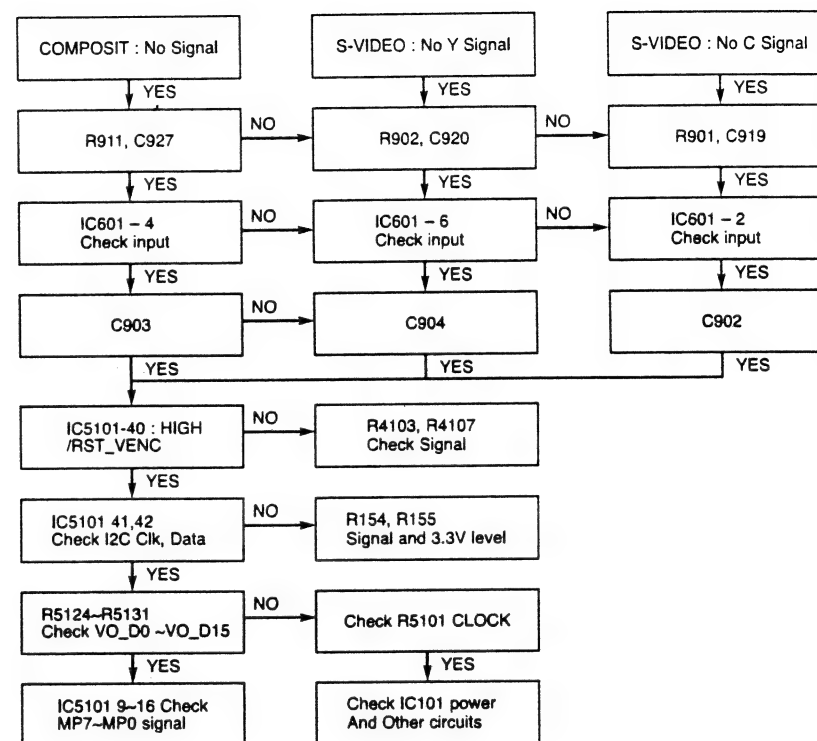 COMPOSIT : No Signal
S-VIDEO : No Y Signal
S-VIDEO : No C Signal
YES
YES
YES
R911, C927
NO
R902, C920
NO
R901, C919
YES
YES
YES
IC601 – 4
Check input
NO
IC601 – 6
Check input
NO
IC601 – 2
Check input
YES
YES
YES
C903
NO
C904
C902
YES
YES
YES
IC5101-40 : HIGH
/RST_VENC
NO
R4103, R4107
Check Signal
YES
IC5101 41,42
Check I2C Clk, Data
NO
R154, R155
Signal and 3.3V level
YES
R5124~R5131
Check VO_D0 ~VO_D15
NO
Check R5101 CLOCK
YES
YES
IC5101 9~16 Check
MP7~MP0 signal
Check IC101 power
And Other circuits